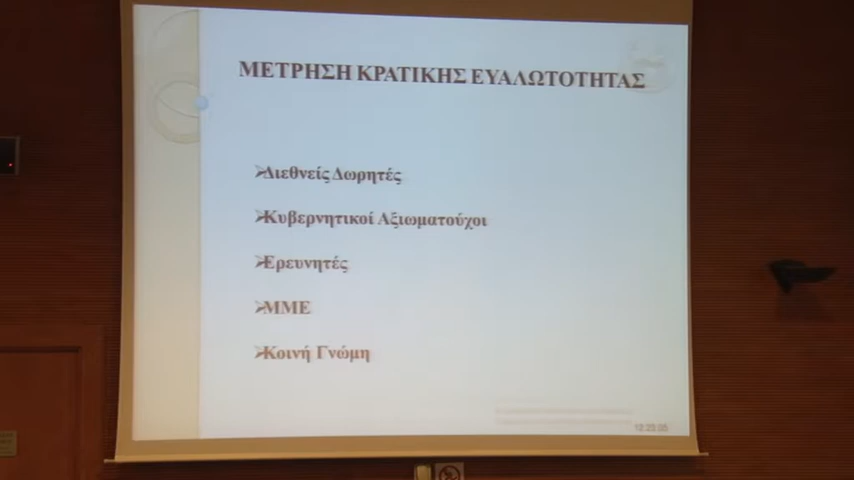 ΜΕΤΡΗΣΗ ΚΡΑΤΙΚΗΣ ΕΥΑΛΩΤΟΤΗΤΑΣ
➢Διεθνείς Δωρητές
➢Κυβερνητικοί Αξιωματούχοι
➢Ερευνητές
➢ΜΜΕ
➢Κοινή Γνώμη